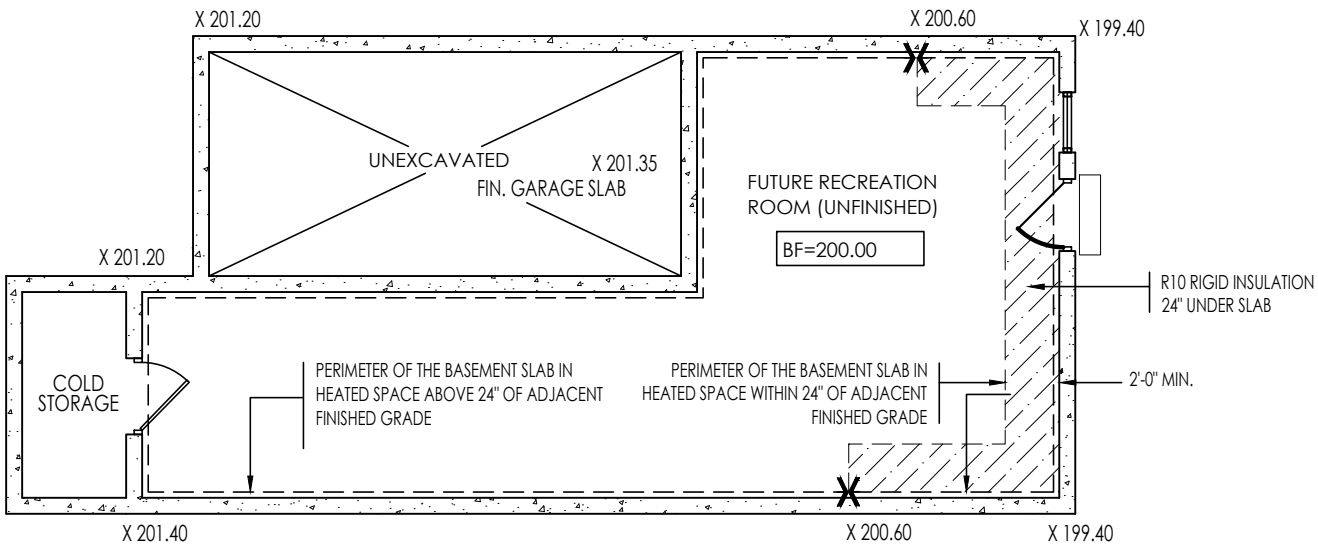 X 201.20
X 200.60
X 199.40
UNEXCAVATED
X 201.35
FIN. GARAGE SLAB
FUTURE RECREATION
ROOM (UNFINISHED)
BF=200.00
X 201.20
R10 RIGID INSULATION
24" UNDER SLAB
COLD
STORAGE
PERIMETER OF THE BASEMENT SLAB IN
HEATED SPACE ABOVE 24" OF ADJACENT
FINISHED GRADE
PERIMETER OF THE BASEMENT SLAB IN
HEATED SPACE WITHIN 24" OF ADJACENT
FINISHED GRADE
2'-0" MIN.
X 201.40
X 200.60
X 199.40